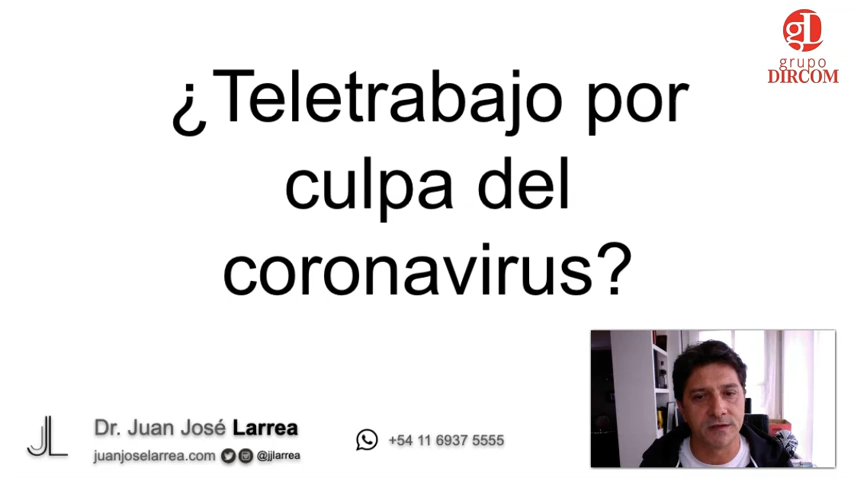 gD
grupo
DIRCOM
¿Teletrabajo por
culpa del
coronavirus?
JL
Dr. Juan José Larrea
juanjoselarrea.com @jjlarrea
+54 11 6937 5555